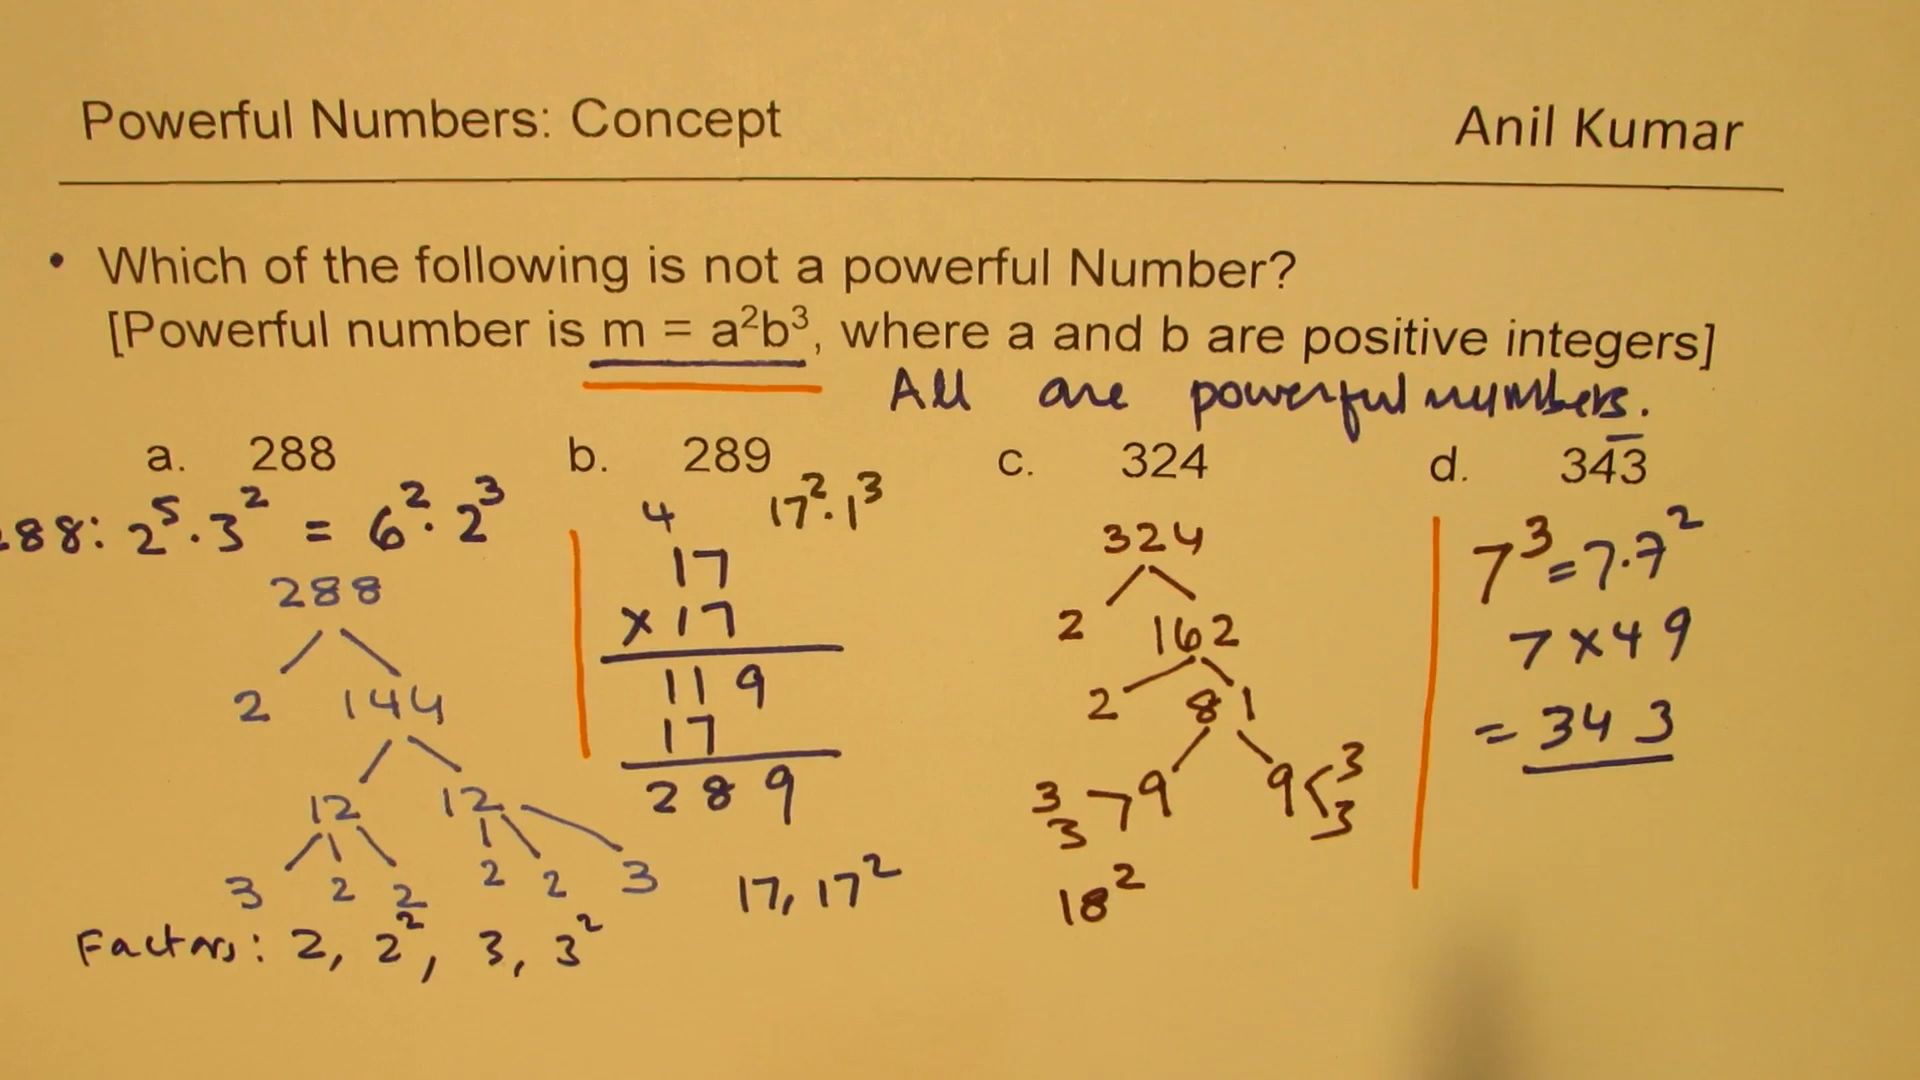 Powerful Numbers: Concept Anil Kumar
• Which of the following is not a powerful Number?
[Powerful number is m = a²b³, where a and b are positive integers]
All are powerful numbers.
a. 288 b. 289 c. 324 d. 343
88: 2⁵·3² = 6²·2³
288
2 144
12 12
3 2 2 2 2 3
Factors: 2, 2², 3, 3²
4 17²·1³
17
×17
119
17
289
17, 17²
324
2 162
2 81
3 3 9 9 3 3
18²
7³ = 7·7²
7×49
= 343